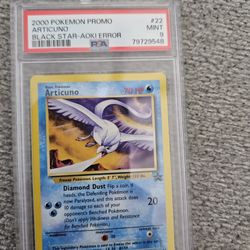 2000 POKEMON PROMO #22
ARTICUNO MINT
BLACK STAR-AOKI ERROR 9
PSA 79729548
Articuno 70 HP
Freeze Pokémon. Length: 5' 7", Weight: 122 lbs.
Diamond Dust Flip a coin. If
heads, the Defending Pokémon is
now Paralyzed, and this attack does
10 damage to each of your
opponent's Benched Pokémon. 20
(Don't apply Weakness and Resistance
for Benched Pokémon.)